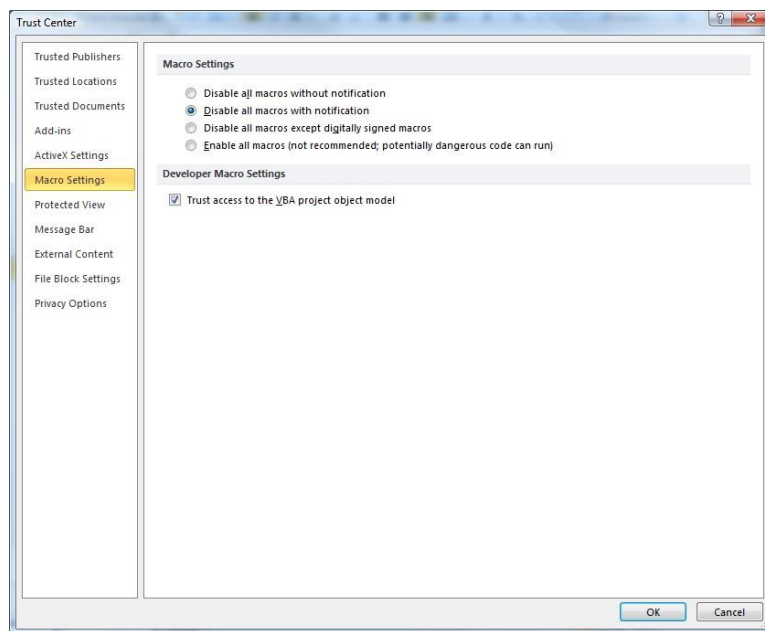 Trust Center
Trusted Publishers
Trusted Locations
Trusted Documents
Add-ins
ActiveX Settings
Macro Settings
Protected View
Message Bar
External Content
File Block Settings
Privacy Options
Macro Settings
Disable all macros without notification
Disable all macros with notification
Disable all macros except digitally signed macros
Enable all macros (not recommended; potentially dangerous code can run)
Developer Macro Settings
Trust access to the VBA project object model
OK
Cancel